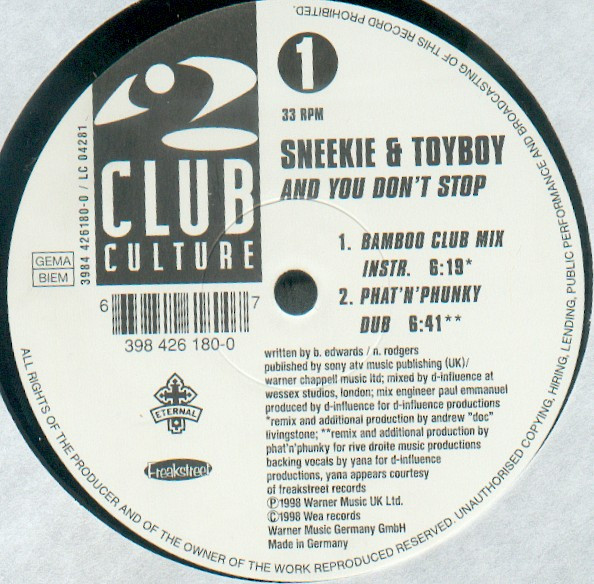 1
33 RPM
SNEEKIE & TOYBOY
AND YOU DON'T STOP
1. BAMBOO CLUB MIX
INSTR. 6:19*
2. PHAT'N'PHUNKY
DUB 6:41**
CLUB
CULTURE
3984 426180-0 / LC 04281
GEMA
BIEM
6 7
398 426 180-0
ETERNAL
Freakstreet
written by b. edwards / n. rodgers
published by sony atv music publishing (UK)/
warner chappell music ltd; mixed by d-influence at
wessex studios, london; mix engineer paul emmanuel
produced by d-influence for d-influence productions
*remix and additional production by andrew "doc"
livingstone; **remix and additional production by
phat'n'phunky for rive droite music productions
backing vocals by yana for d-influence
productions, yana appears courtesy
of freakstreet records
℗1998 Warner Music UK Ltd.
©1998 Wea records
Warner Music Germany GmbH
Made in Germany
ALL RIGHTS OF THE PRODUCER AND OF THE OWNER OF THE WORK REPRODUCED RESERVED. UNAUTHORISED COPYING, HIRING, LENDING, PUBLIC PERFORMANCE AND BROADCASTING OF THIS RECORD PROHIBITED.